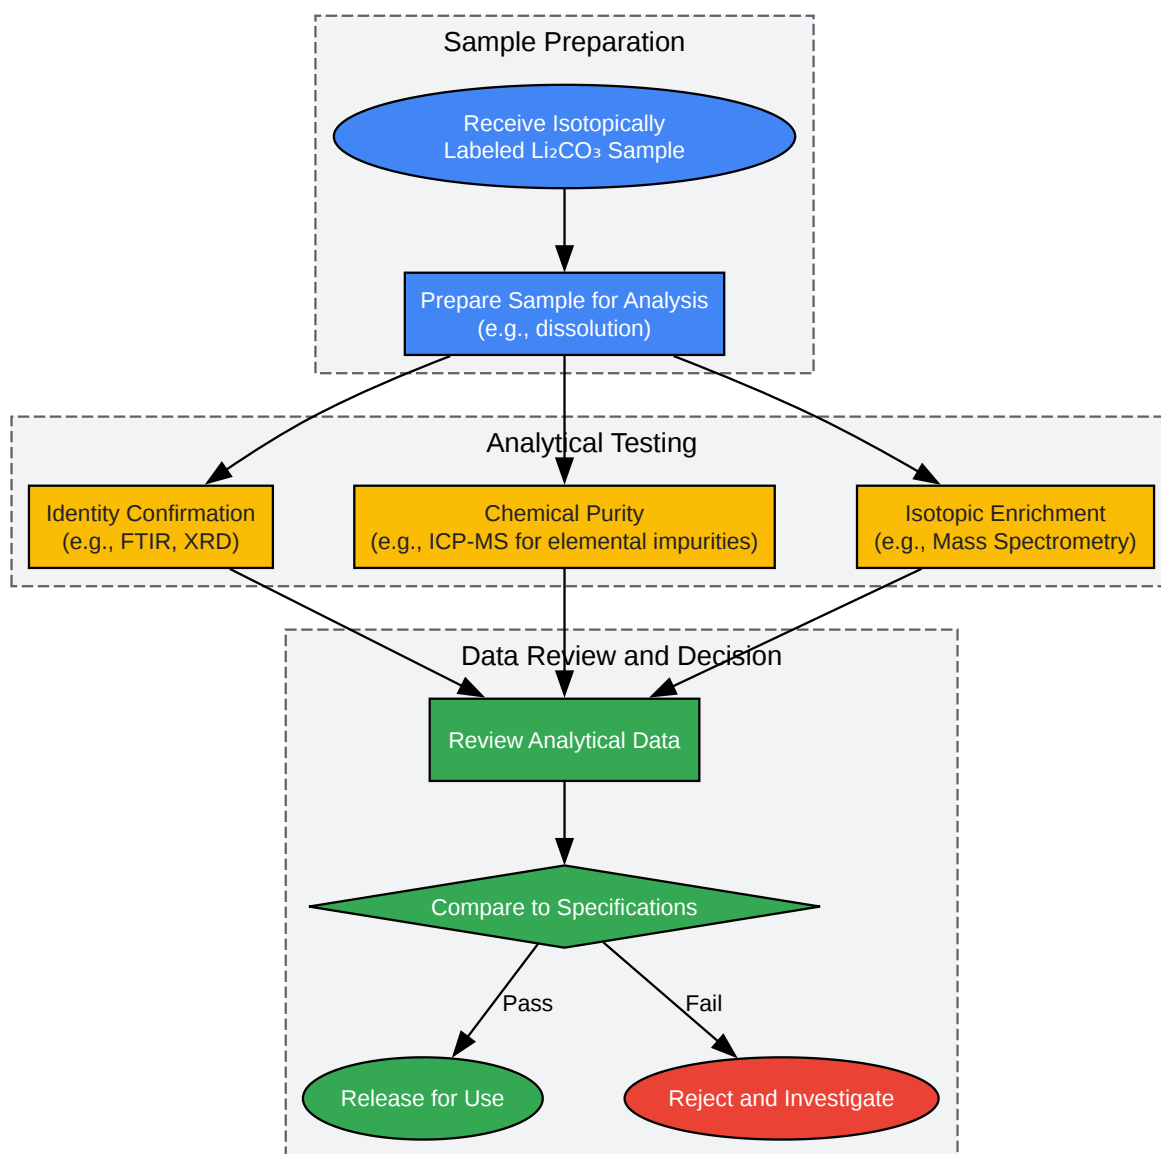 Sample Preparation
Receive Isotopically
Labeled Li₂CO₃ Sample
Prepare Sample for Analysis
(e.g., dissolution)
Analytical Testing
Identity Confirmation
(e.g., FTIR, XRD)
Chemical Purity
(e.g., ICP-MS for elemental impurities)
Isotopic Enrichment
(e.g., Mass Spectrometry)
Data Review and Decision
Review Analytical Data
Compare to Specifications
Pass
Fail
Release for Use
Reject and Investigate